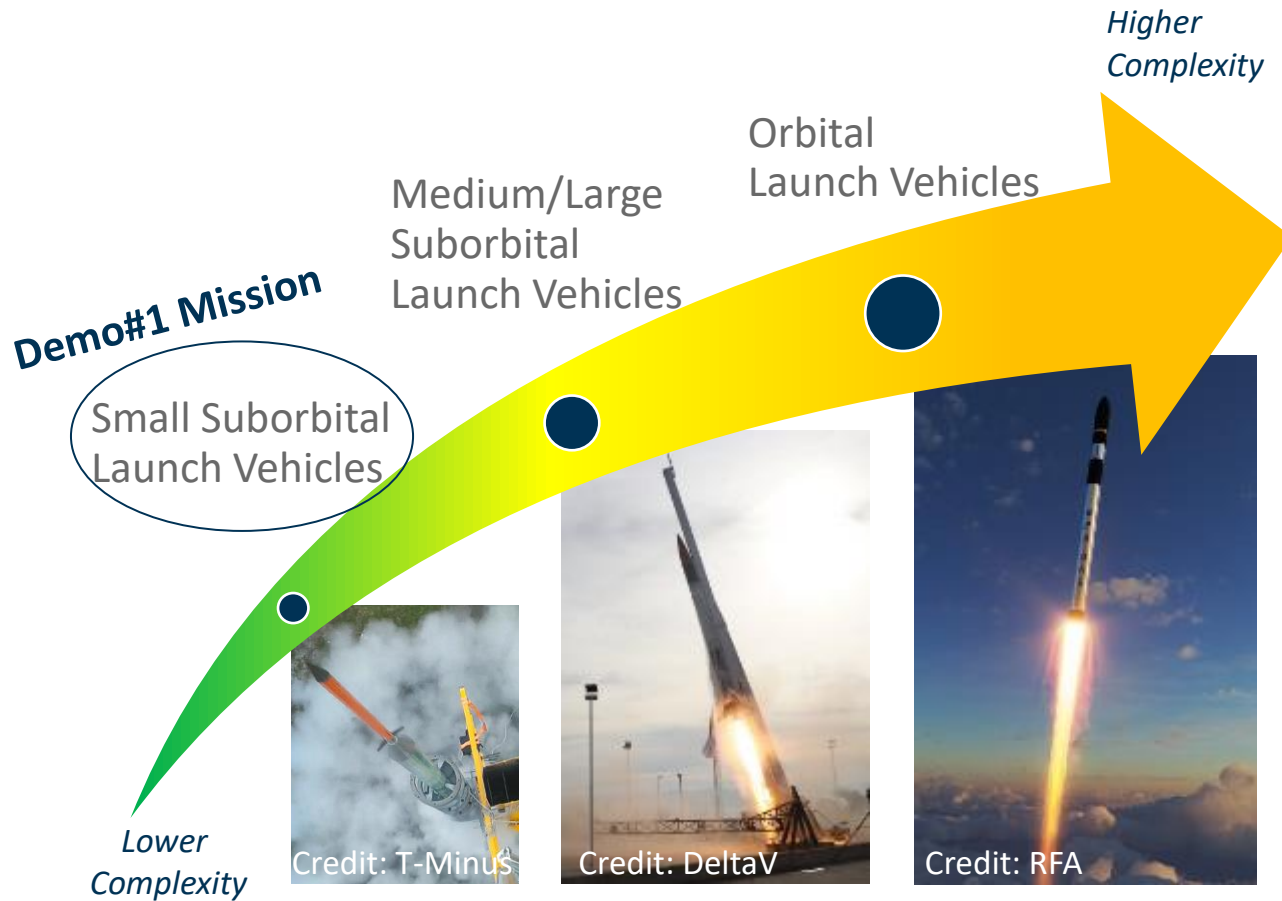 Higher
Complexity
Orbital
Launch Vehicles
Medium/Large
Suborbital
Launch Vehicles
Demo#1 Mission
Small Suborbital
Launch Vehicles
Lower
Complexity
Credit: T-Minus
Credit: DeltaV
Credit: RFA